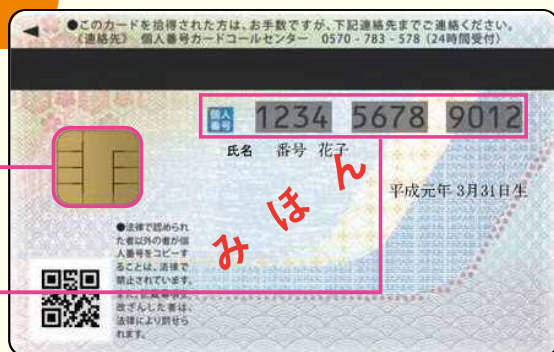 ●このカードを拾得された方は、お手数ですが、下記連絡先までご連絡ください。
《連絡先》 個人番号カードコールセンター 0570-783-578(24時間受付)
個人番号 1234 5678 9012
氏名 番号 花子
平成元年 3月31日生
みほん
●法律で認められ
た者以外の者が個
人番号をコピーす
ることは、法律で
禁止されています。
また、記載事項を
改ざんした者は、
法律により罰せら
れます。